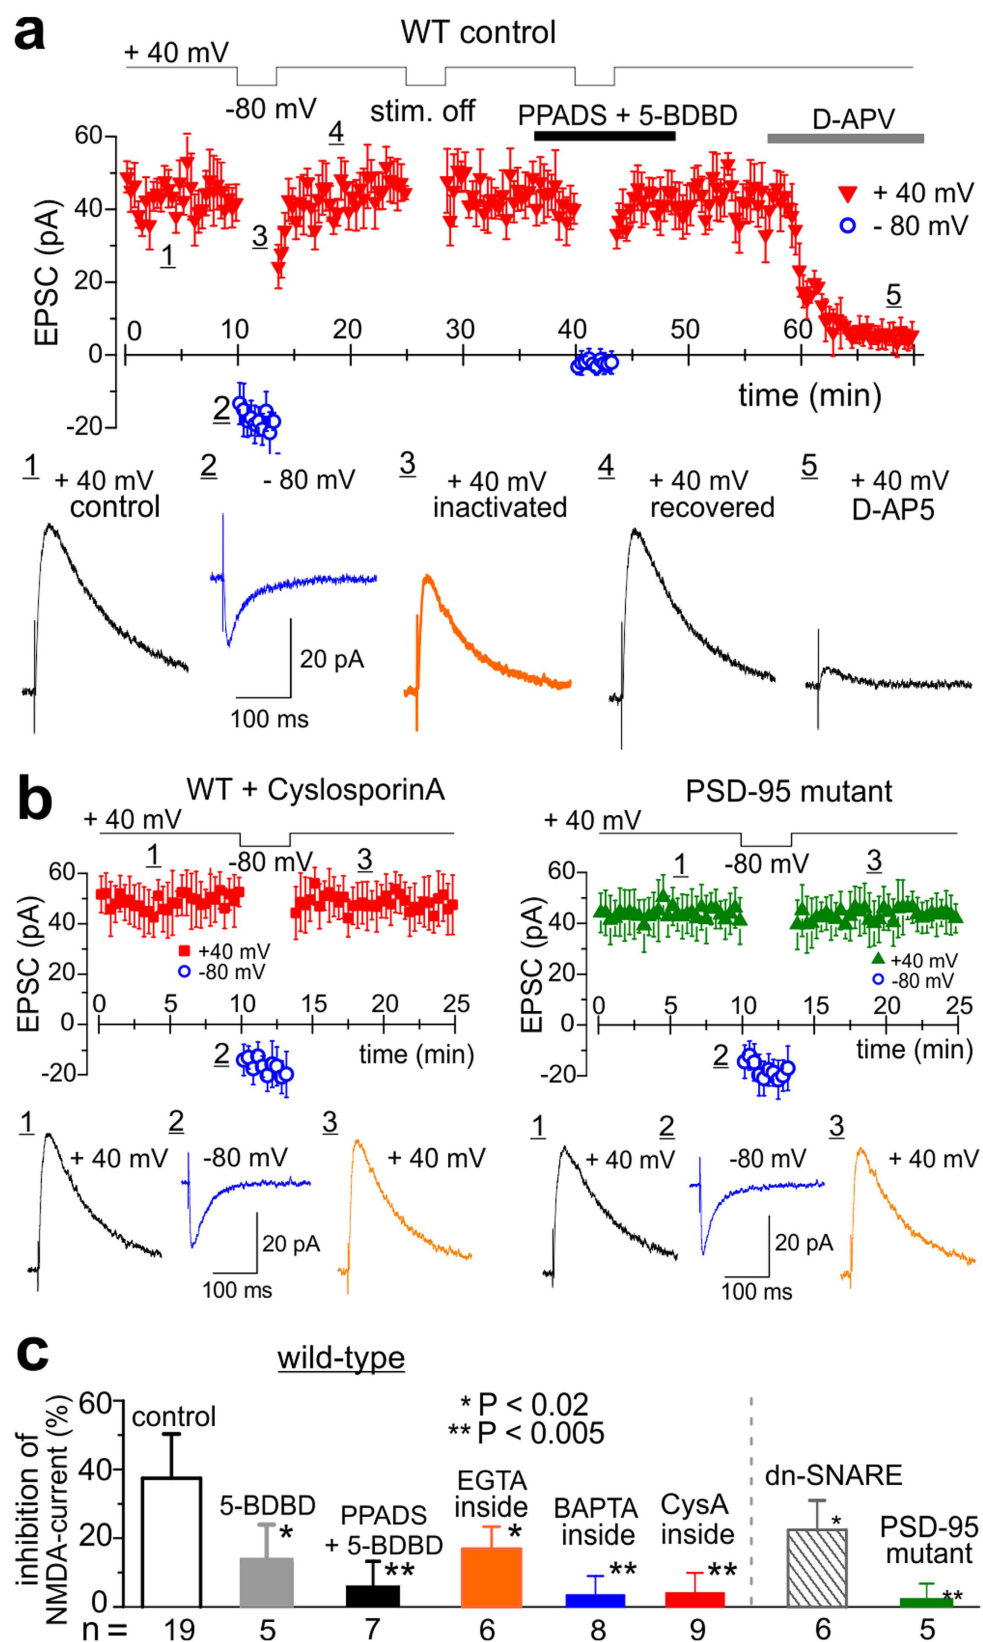 a
WT control
+ 40 mV
-80 mV
stim. off
PPADS + 5-BDBD
D-APV
60
40
20
0
-20
EPSC (pA)
4
1
3
5
2
+ 40 mV
- 80 mV
0 10 20 30 40 50 60
time (min)
1 + 40 mV
control
2 - 80 mV
3 + 40 mV
inactivated
4 + 40 mV
recovered
5 + 40 mV
D-AP5
20 pA
100 ms
b
WT + CyslosporinA
+ 40 mV
-80 mV
1
3
60
40
20
0
-20
EPSC (pA)
+40 mV
-80 mV
0 5 10 15 20 25
2
time (min)
1
+ 40 mV
2
-80 mV
3
+ 40 mV
20 pA
100 ms
PSD-95 mutant
+ 40 mV
-80 mV
1
3
60
40
20
0
-20
EPSC (pA)
+40 mV
-80 mV
0 5 10 15 20 25
2
time (min)
1
+ 40 mV
2
-80 mV
3
+ 40 mV
20 pA
100 ms
c
wild-type
inhibition of
NMDA-current (%)
60
40
20
0
* P < 0.02
** P < 0.005
control
5-BDBD
*
PPADS
+ 5-BDBD
**
EGTA
inside
*
BAPTA
inside
**
CysA
inside
**
dn-SNARE
*
PSD-95
mutant
**
n = 19 5 7 6 8 9 6 5